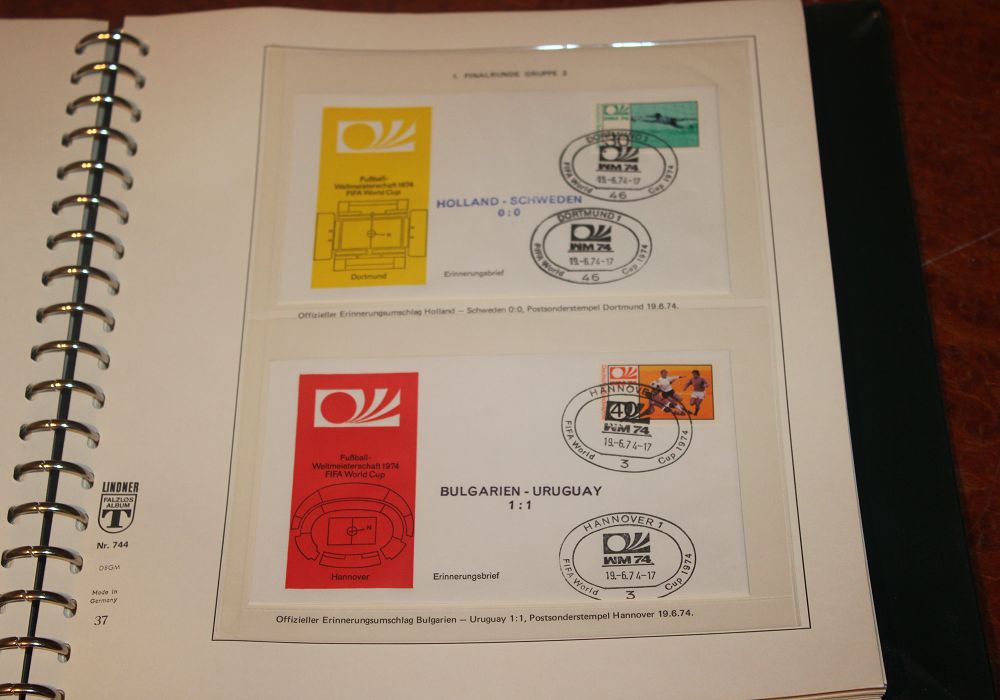 1. FINALRUNDE GRUPPE 3
30
WM 74
DORTMUND 1
WM 74
19.-6.74-17
FIFA World Cup 1974
46
Fußball-
Weltmeisterschaft 1974
FIFA World Cup
N
Dortmund
HOLLAND - SCHWEDEN
0:0
Erinnerungsbrief
DORTMUND 1
WM 74
19.-6.74-17
FIFA World Cup 1974
46
Offizieller Erinnerungsumschlag Holland – Schweden 0:0, Postsonderstempel Dortmund 19.6.74.
40
HANNOVER 1
WM 74
19.-6.74-17
FIFA World Cup 1974
3
Fußball-
Weltmeisterschaft 1974
FIFA World Cup
N
Hannover
BULGARIEN - URUGUAY
1:1
Erinnerungsbrief
HANNOVER 1
WM 74
19.-6.74-17
FIFA World Cup 1974
3
Offizieller Erinnerungsumschlag Bulgarien – Uruguay 1:1, Postsonderstempel Hannover 19.6.74.
LINDNER
FALZLOS
ALBUM
T
Nr. 744
DBGM
Made in
Germany
37